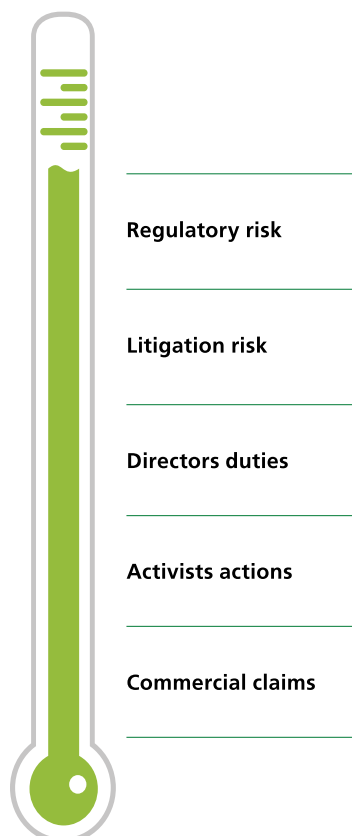 Regulatory risk
Litigation risk
Directors duties
Activists actions
Commercial claims